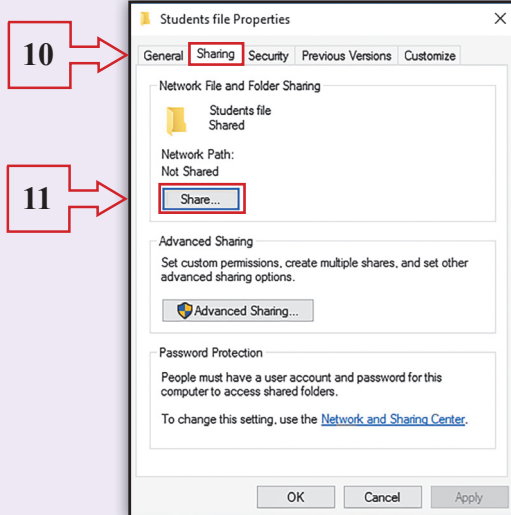 Students file Properties
10
General Sharing Security Previous Versions Customize
Network File and Folder Sharing
Students file
Shared
Network Path:
Not Shared
11
Share...
Advanced Sharing
Set custom permissions, create multiple shares, and set other
advanced sharing options.
Advanced Sharing...
Password Protection
People must have a user account and password for this
computer to access shared folders.
To change this setting, use the Network and Sharing Center.
OK Cancel Apply